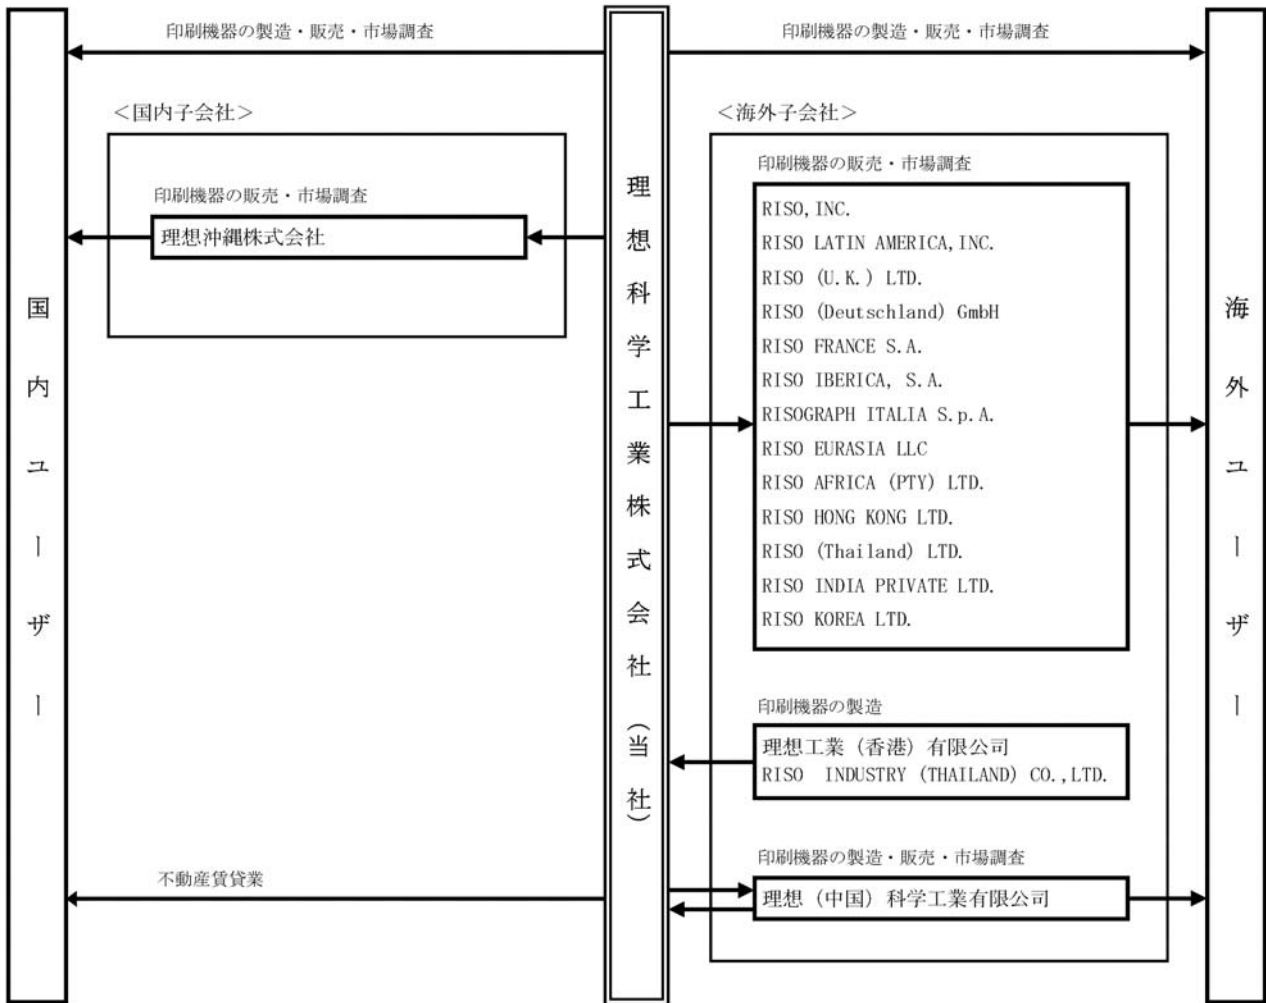 印刷機器の製造・販売・市場調査
印刷機器の製造・販売・市場調査
＜国内子会社＞
＜海外子会社＞
印刷機器の販売・市場調査
理想沖縄株式会社
印刷機器の販売・市場調査
RISO,INC.
RISO LATIN AMERICA,INC.
RISO (U.K.) LTD.
RISO (Deutschland) GmbH
RISO FRANCE S.A.
RISO IBERICA, S.A.
RISOGRAPH ITALIA S.p.A.
RISO EURASIA LLC
RISO AFRICA (PTY) LTD.
RISO HONG KONG LTD.
RISO (Thailand) LTD.
RISO INDIA PRIVATE LTD.
RISO KOREA LTD.
国内ユーザー
理想科学工業株式会社（当社）
海外ユーザー
印刷機器の製造
理想工業（香港）有限公司
RISO INDUSTRY (THAILAND) CO.,LTD.
印刷機器の製造・販売・市場調査
理想（中国）科学工業有限公司
不動産賃貸業